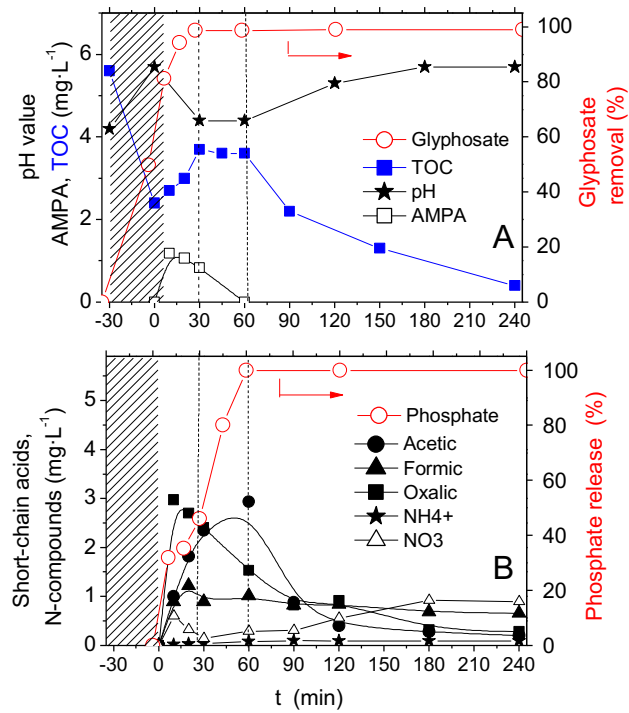 pH value
AMPA, TOC (mg·L⁻¹)
6
4
2
0
Glyphosate
TOC
pH
AMPA
A
100
80
60
40
20
0
Glyphosate
removal (%)
-30 0 30 60 90 120 150 180 210 240
Short-chain acids,
N-compounds (mg·L⁻¹)
5
4
3
2
1
0
Phosphate
Acetic
Formic
Oxalic
NH4+
NO3
B
100
80
60
40
20
0
Phosphate release (%)
-30 0 30 60 90 120 150 180 210 240
t (min)